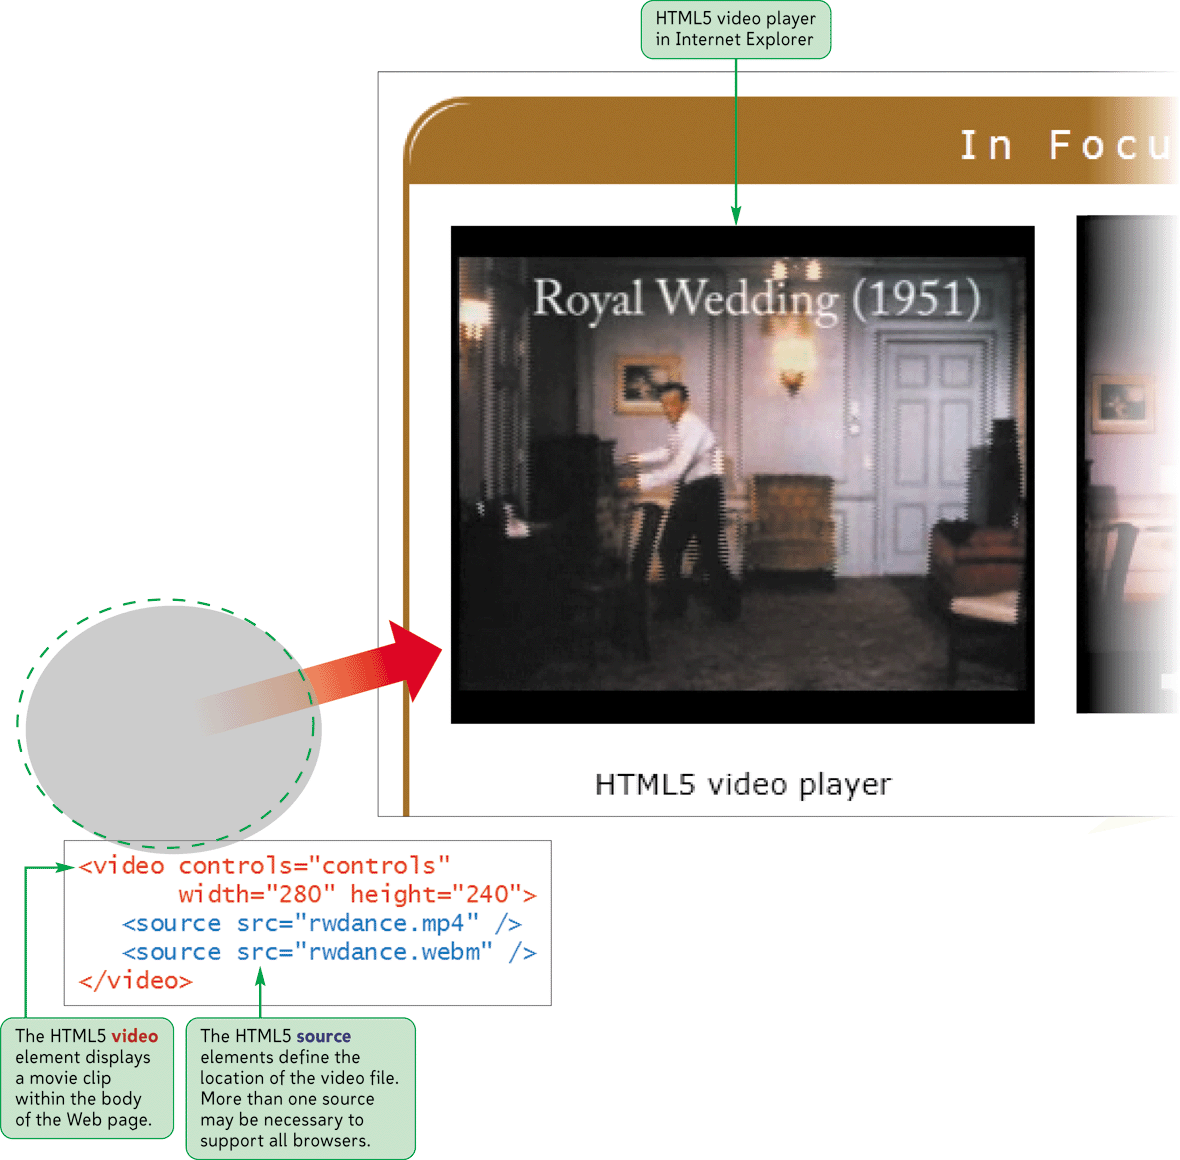 HTML5 video player
in Internet Explorer
In Focu
Royal Wedding (1951)
HTML5 video player
<video controls="controls"
width="280" height="240">
<source src="rwdance.mp4" />
<source src="rwdance.webm" />
</video>
The HTML5 video
element displays
a movie clip
within the body
of the Web page.
The HTML5 source
elements define the
location of the video file.
More than one source
may be necessary to
support all browsers.